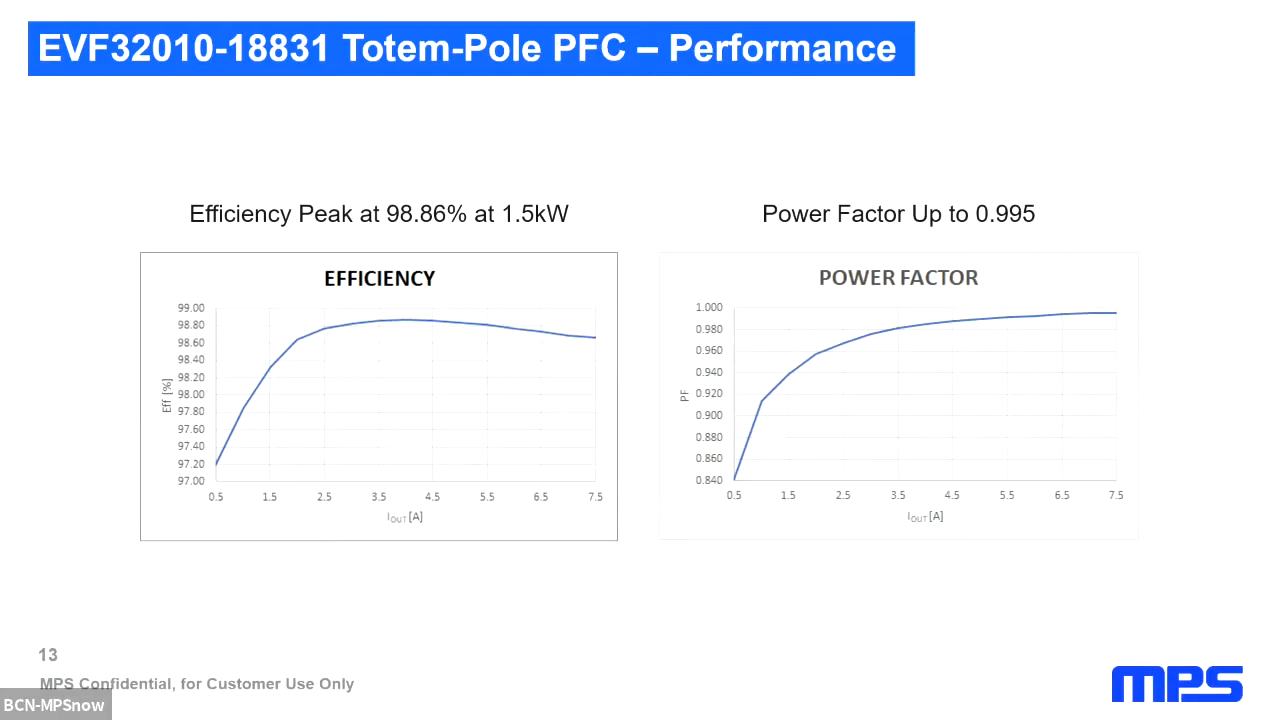 EVF32010-18831 Totem-Pole PFC – Performance
Efficiency Peak at 98.86% at 1.5kW
Power Factor Up to 0.995
EFFICIENCY
99.00
98.80
98.60
98.40
98.20
98.00
97.80
97.60
97.40
97.20
97.00
Eff [%]
0.5 1.5 2.5 3.5 4.5 5.5 6.5 7.5
IOUT [A]
POWER FACTOR
1.000
0.980
0.960
0.940
0.920
0.900
0.880
0.860
0.840
PF
0.5 1.5 2.5 3.5 4.5 5.5 6.5 7.5
IOUT [A]
13
MPS Confidential, for Customer Use Only
BCN-MPSnow
mps